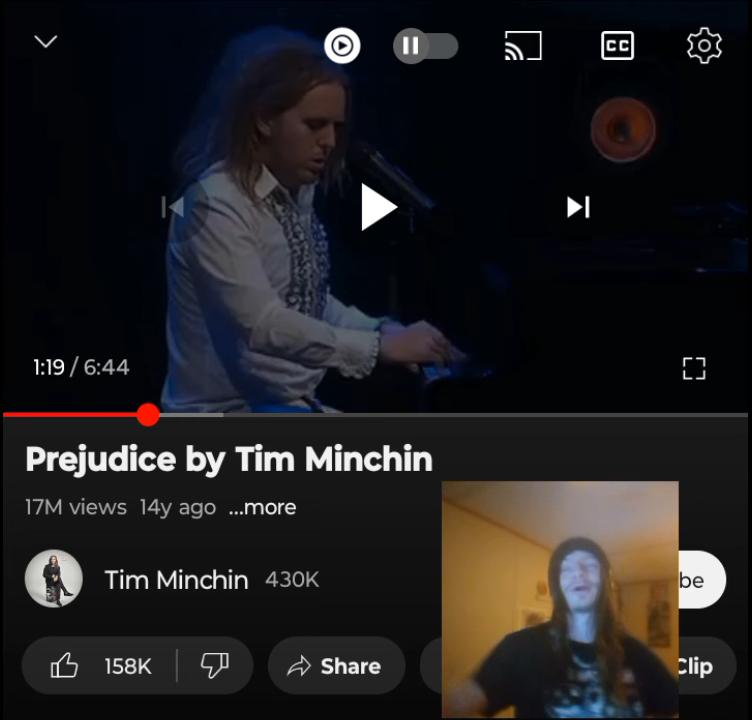 CC
1:19 / 6:44
Prejudice by Tim Minchin
17M views 14y ago ...more
Tim Minchin 430K
be
158K Share Clip